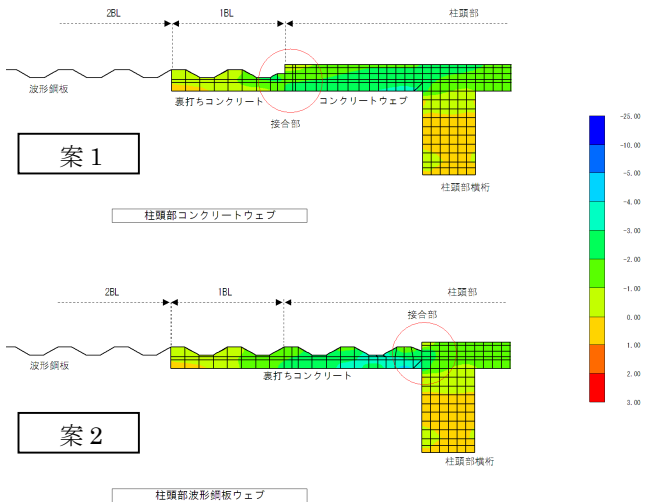 2BL
1BL
柱頭部
波形鋼板
裏打ちコンクリート
コンクリートウェブ
接合部
案1
柱頭部横桁
柱頭部コンクリートウェブ
-25.00
-10.00
-5.00
-4.00
-3.00
-2.00
-1.00
0.00
1.00
2.00
3.00
2BL
1BL
柱頭部
接合部
波形鋼板
裏打ちコンクリート
案2
柱頭部横桁
柱頭部波形鋼板ウェブ